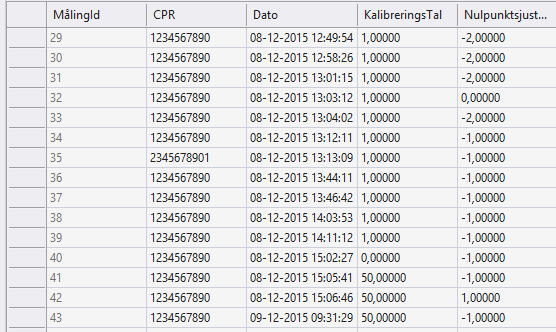 MålingId CPR Dato KalibreringsTal Nulpunktsjust...
29 1234567890 08-12-2015 12:49:54 1,00000 -2,00000
30 1234567890 08-12-2015 12:58:26 1,00000 -2,00000
31 1234567890 08-12-2015 13:01:15 1,00000 -2,00000
32 1234567890 08-12-2015 13:03:12 1,00000 0,00000
33 1234567890 08-12-2015 13:04:02 1,00000 -2,00000
34 1234567890 08-12-2015 13:12:11 1,00000 -1,00000
35 2345678901 08-12-2015 13:13:09 1,00000 -1,00000
36 1234567890 08-12-2015 13:44:11 1,00000 -1,00000
37 1234567890 08-12-2015 13:46:42 1,00000 -1,00000
38 1234567890 08-12-2015 14:03:53 1,00000 -1,00000
39 1234567890 08-12-2015 14:11:12 1,00000 -1,00000
40 1234567890 08-12-2015 15:02:27 0,00000 -1,00000
41 1234567890 08-12-2015 15:05:41 50,00000 -1,00000
42 1234567890 08-12-2015 15:06:46 50,00000 1,00000
43 1234567890 09-12-2015 09:31:29 50,00000 -1,00000